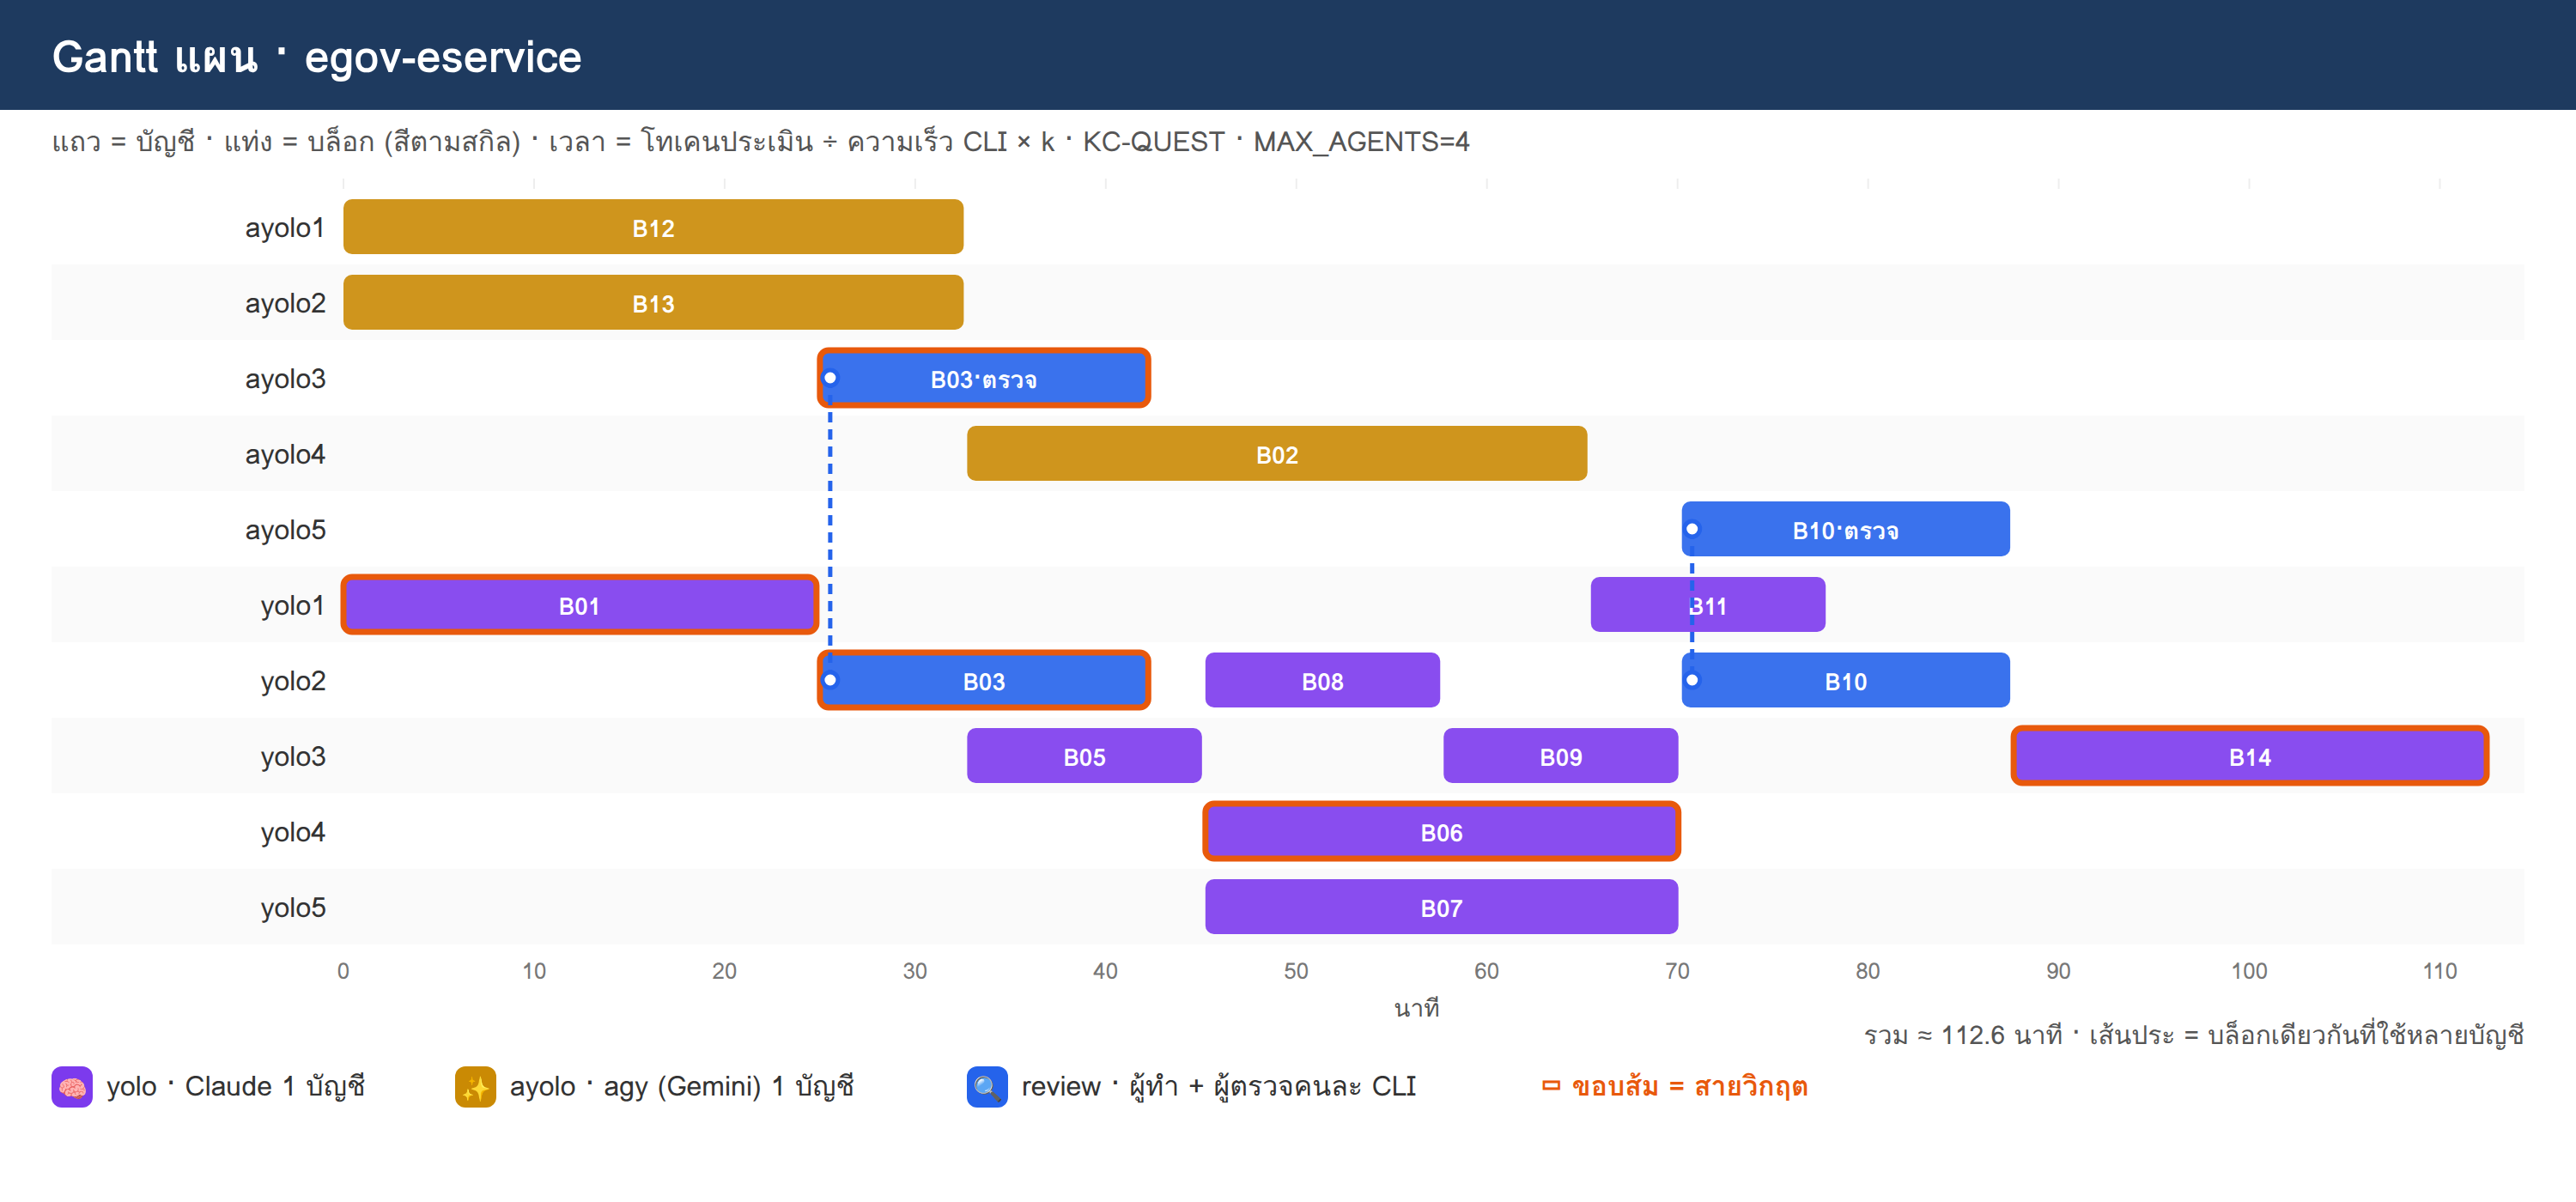 Gantt แผน · egov-eservice
แถว = บัญชี · แท่ง = บล็อก (สีตามสกิล) · เวลา = โทเคนประเมิน ÷ ความเร็ว CLI × k · KC-QUEST · MAX_AGENTS=4
ayolo1 B12
ayolo2 B13
ayolo3 B03·ตรวจ
ayolo4 B02
ayolo5 B10·ตรวจ
yolo1 B01 B11
yolo2 B03 B08 B10
yolo3 B05 B09 B14
yolo4 B06
yolo5 B07
0 10 20 30 40 50 60 70 80 90 100 110
นาที
รวม ≈ 112.6 นาที · เส้นประ = บล็อกเดียวกันที่ใช้หลายบัญชี
yolo · Claude 1 บัญชี ayolo · agy (Gemini) 1 บัญชี review · ผู้ทำ + ผู้ตรวจคนละ CLI ▭ ขอบส้ม = สายวิกฤต